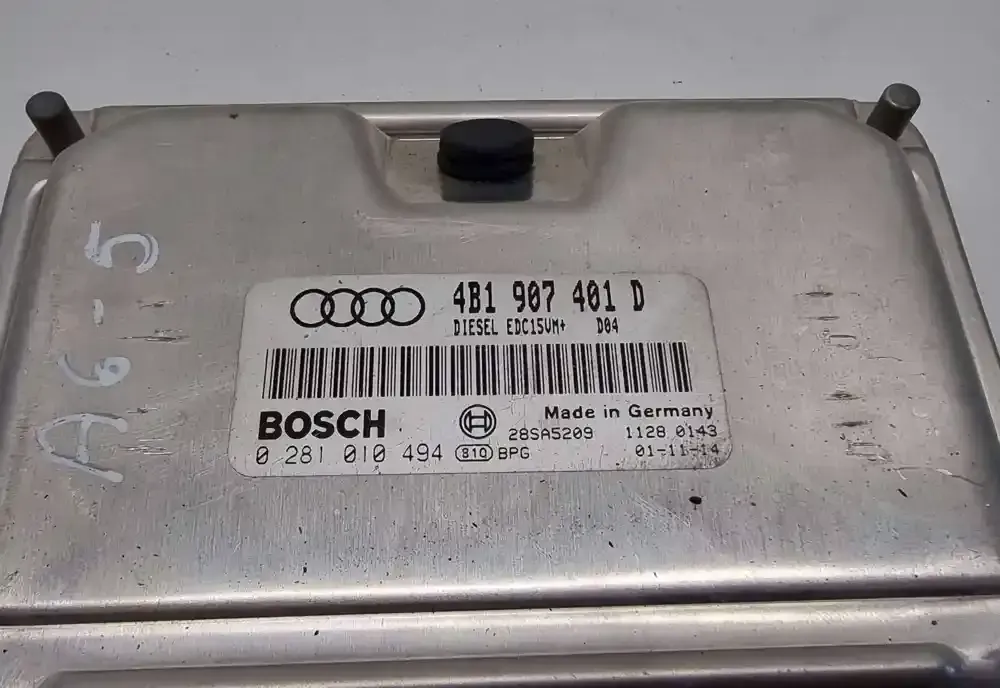 A6-5
4B1 907 401 D
DIESEL EDC15VM+ D04
BOSCH
Made in Germany
28SA5209 1128 0143
0 281 010 494 810 BPG 01-11-14